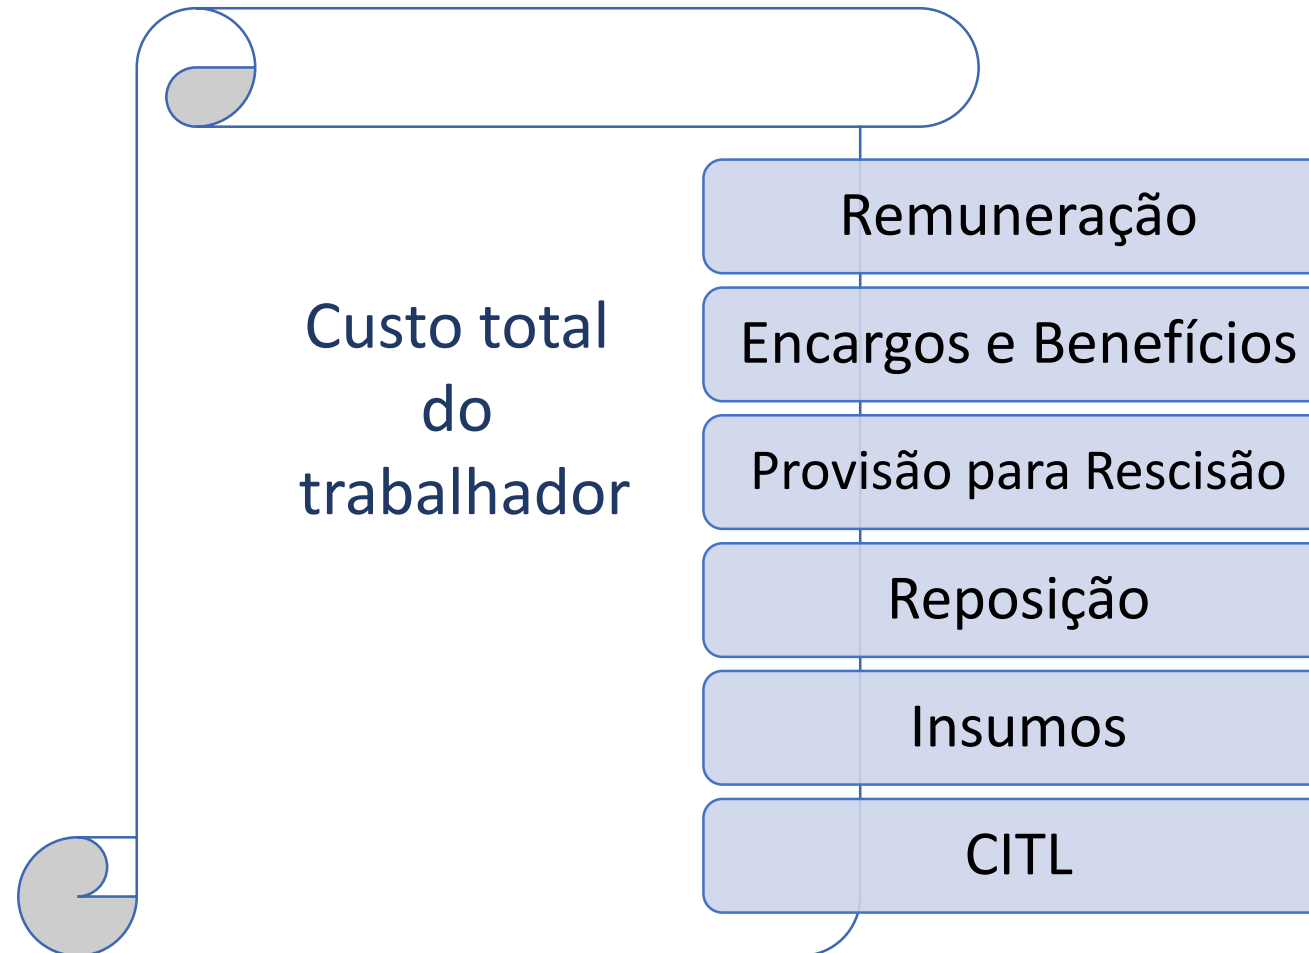 Custo total
do
trabalhador
Remuneração
Encargos e Benefícios
Provisão para Rescisão
Reposição
Insumos
CITL